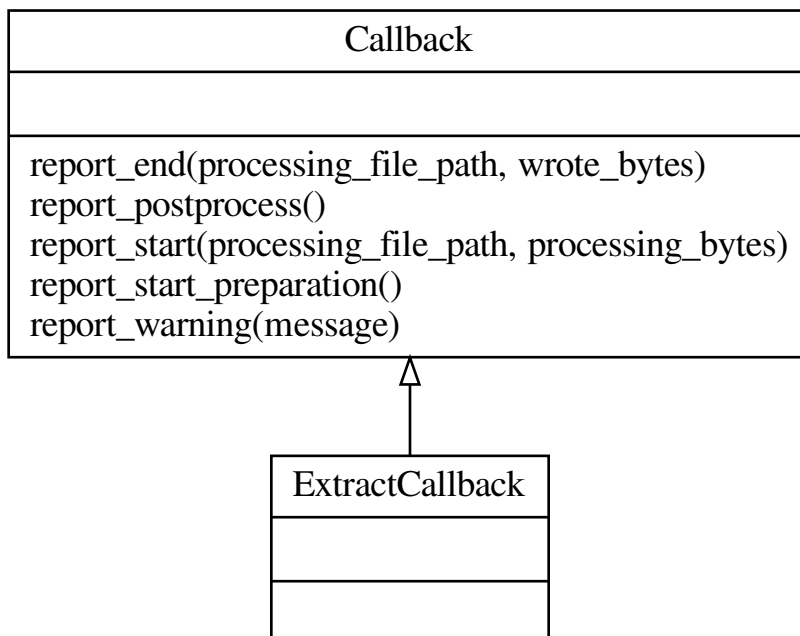 Callback
report_end(processing_file_path, wrote_bytes)
report_postprocess()
report_start(processing_file_path, processing_bytes)
report_start_preparation()
report_warning(message)
ExtractCallback